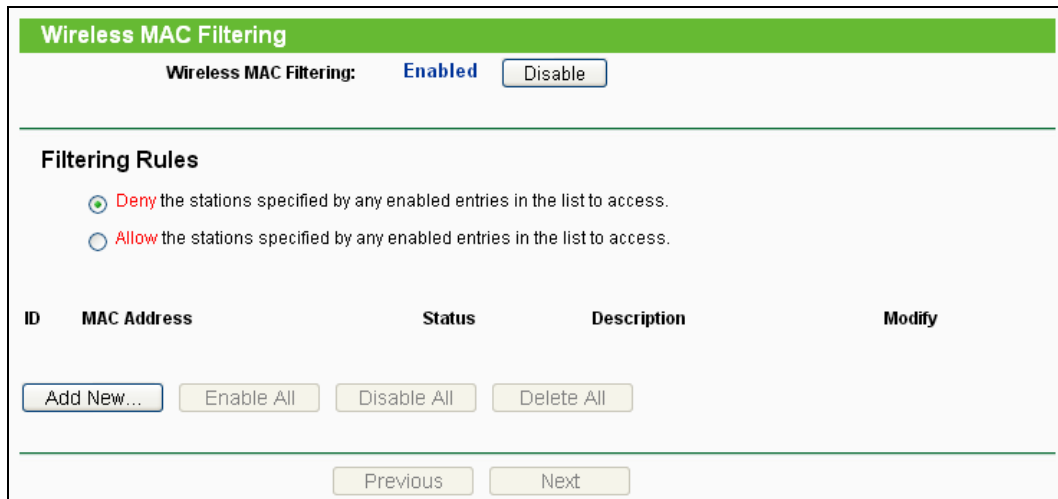 Wireless MAC Filtering
Wireless MAC Filtering: Enabled Disable
Filtering Rules
Deny the stations specified by any enabled entries in the list to access.
Allow the stations specified by any enabled entries in the list to access.
ID MAC Address Status Description Modify
Add New... Enable All Disable All Delete All
Previous Next